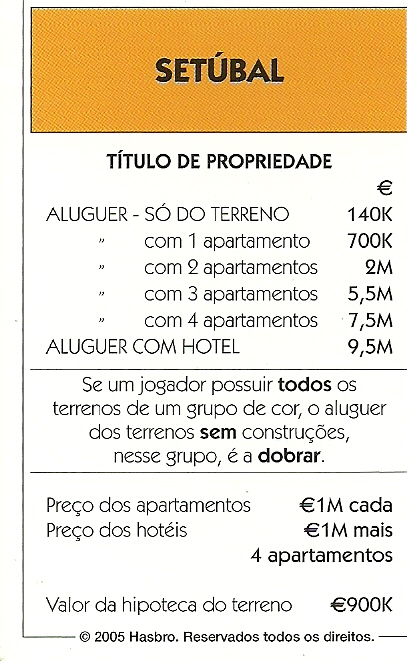 SETÚBAL
TÍTULO DE PROPRIEDADE
€
ALUGUER - SÓ DO TERRENO 140K
" com 1 apartamento 700K
" com 2 apartamentos 2M
" com 3 apartamentos 5,5M
" com 4 apartamentos 7,5M
ALUGUER COM HOTEL 9,5M
Se um jogador possuir todos os
terrenos de um grupo de cor, o aluguer
dos terrenos sem construções,
nesse grupo, é a dobrar.
Preço dos apartamentos €1M cada
Preço dos hotéis €1M mais
4 apartamentos
Valor da hipoteca do terreno €900K
© 2005 Hasbro. Reservados todos os direitos.